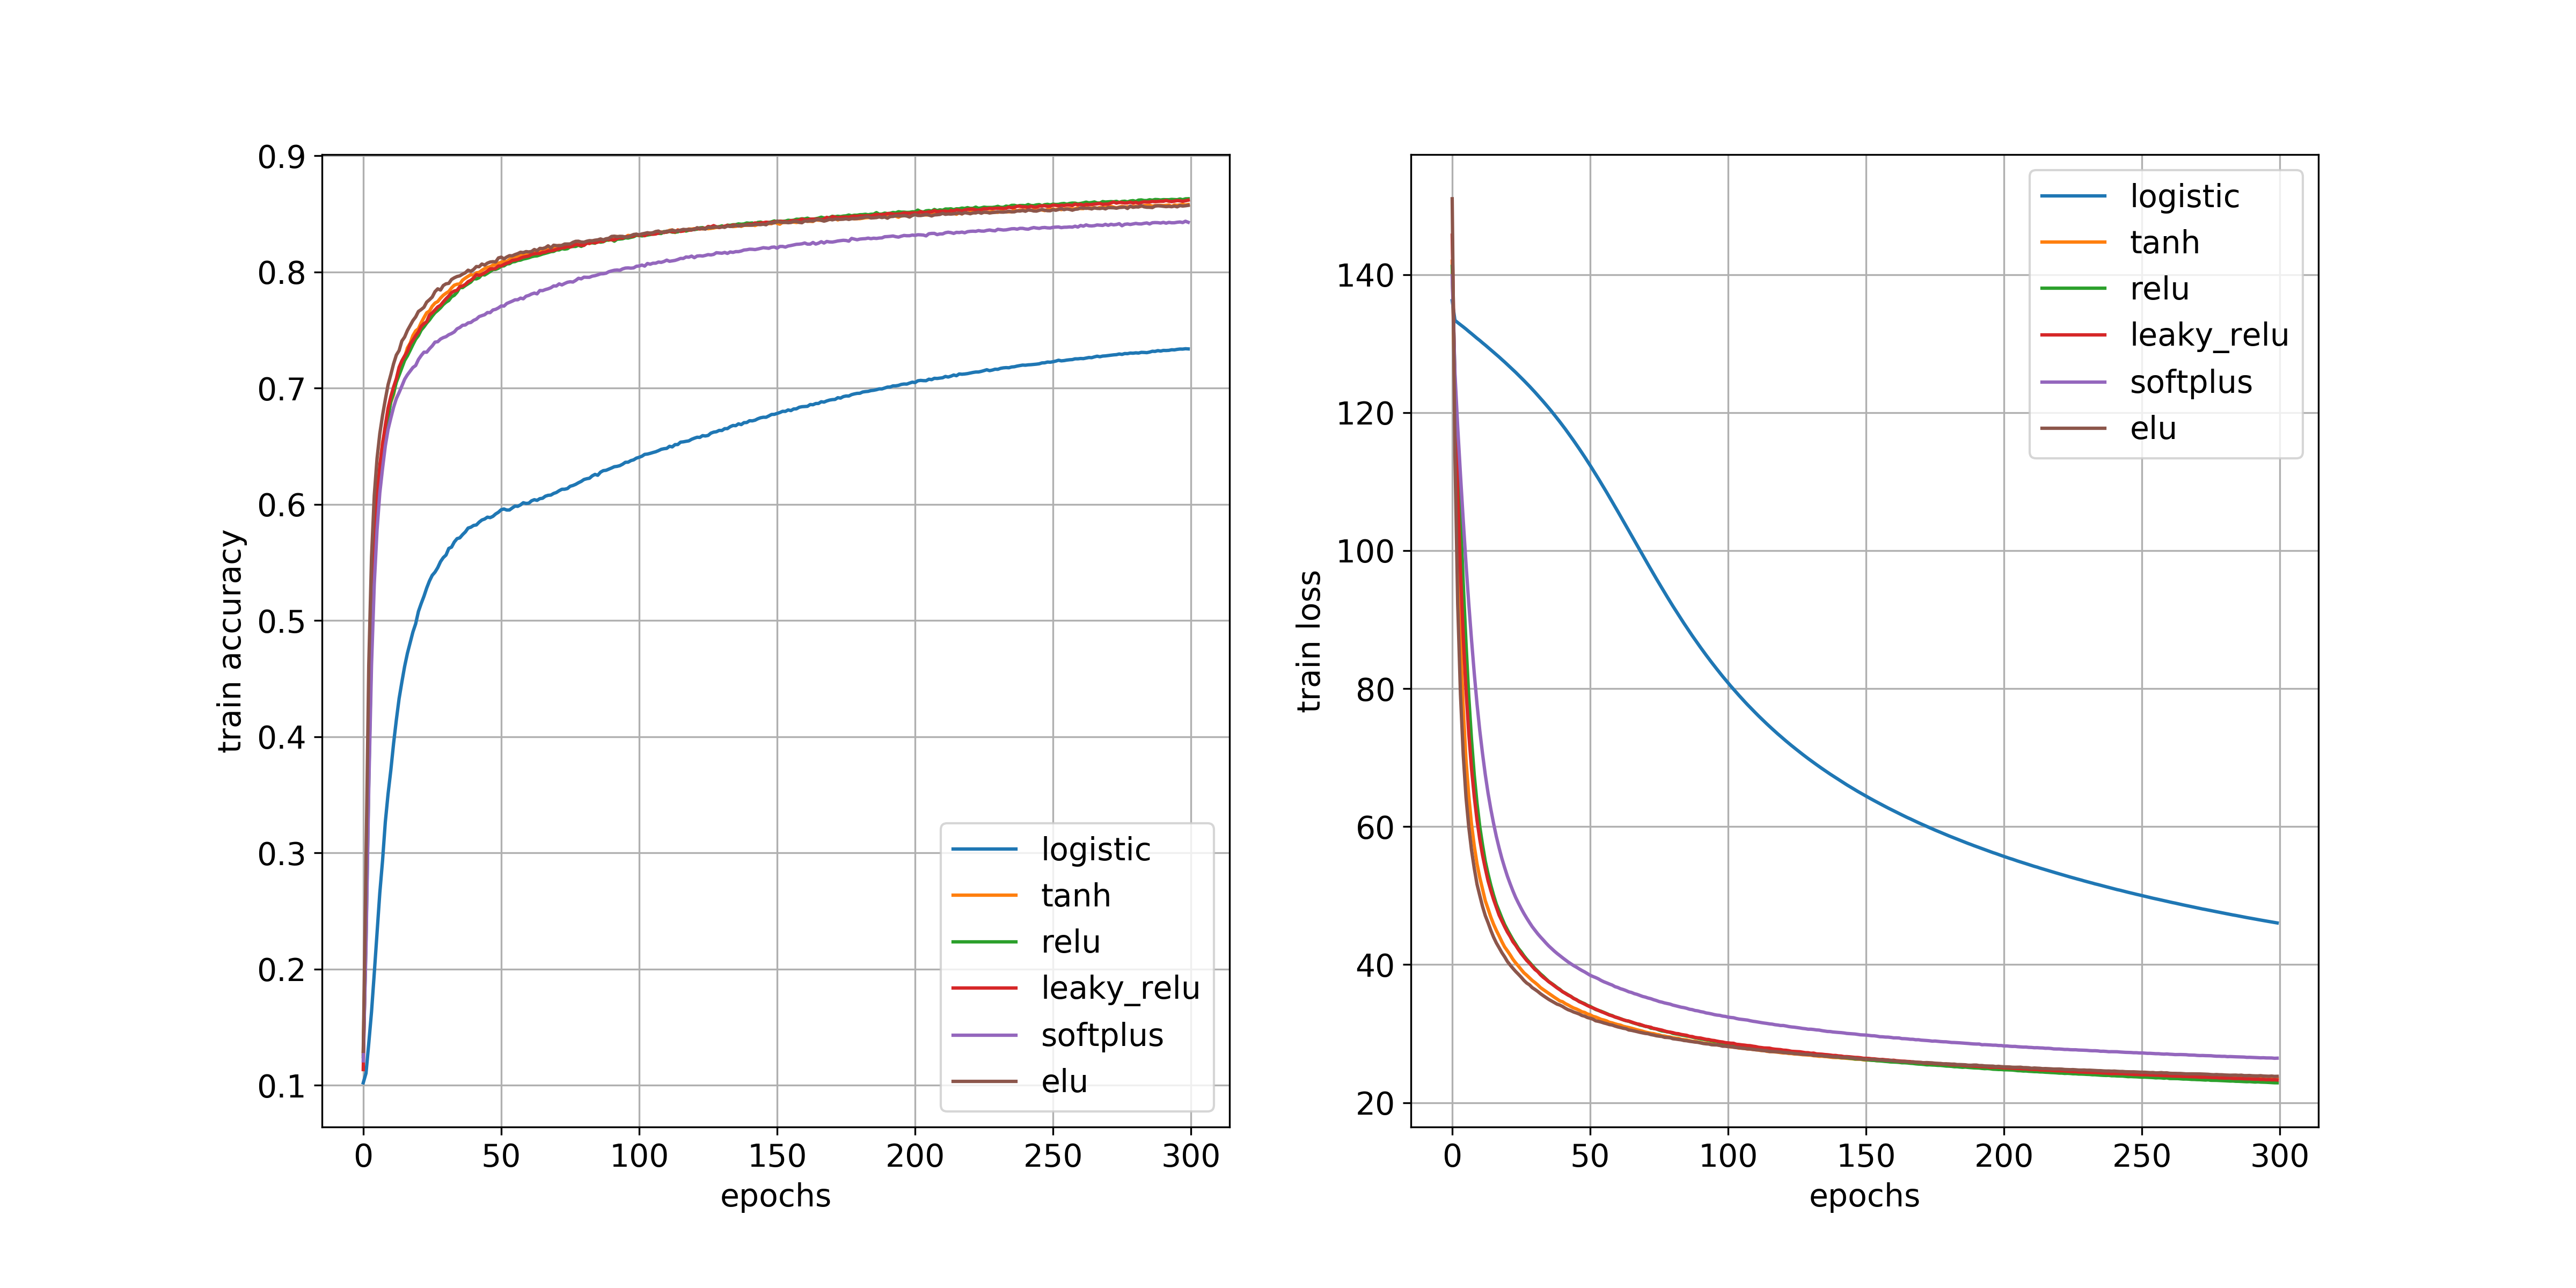 0.9
0.8
0.7
0.6
0.5
0.4
0.3
0.2
0.1
train accuracy
logistic
tanh
relu
leaky_relu
softplus
elu
0 50 100 150 200 250 300
epochs
140
120
100
80
60
40
20
train loss
logistic
tanh
relu
leaky_relu
softplus
elu
0 50 100 150 200 250 300
epochs